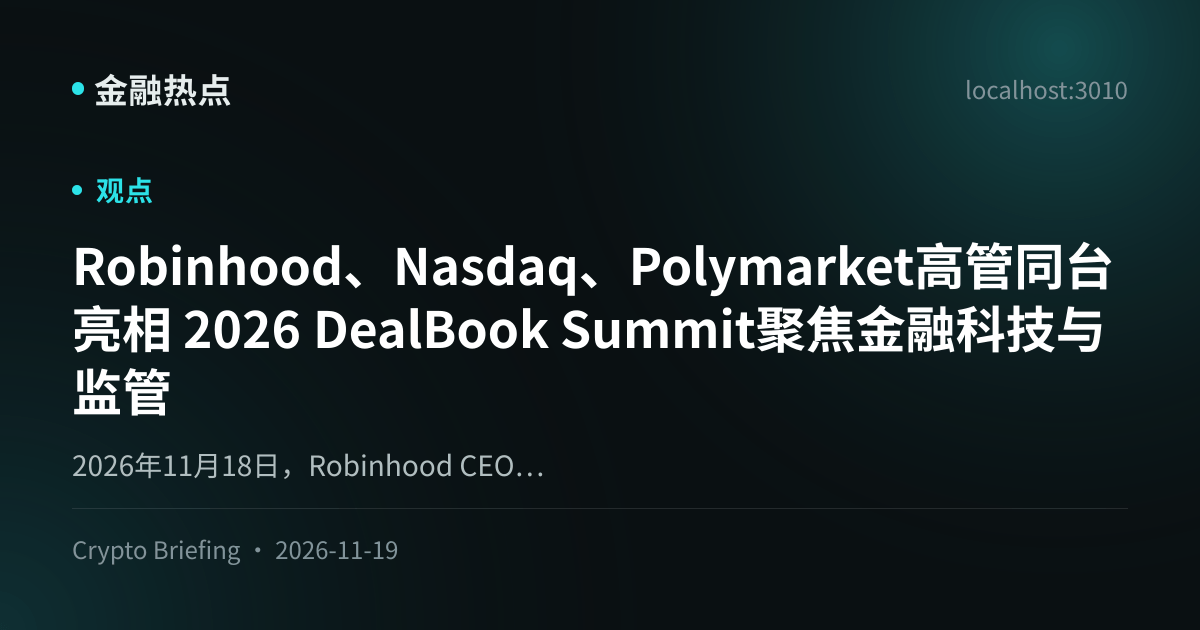 金融热点
localhost:3010
观点
Robinhood、Nasdaq、Polymarket高管同台
亮相 2026 DealBook Summit聚焦金融科技与
监管
2026年11月18日，Robinhood CEO…
Crypto Briefing · 2026-11-19